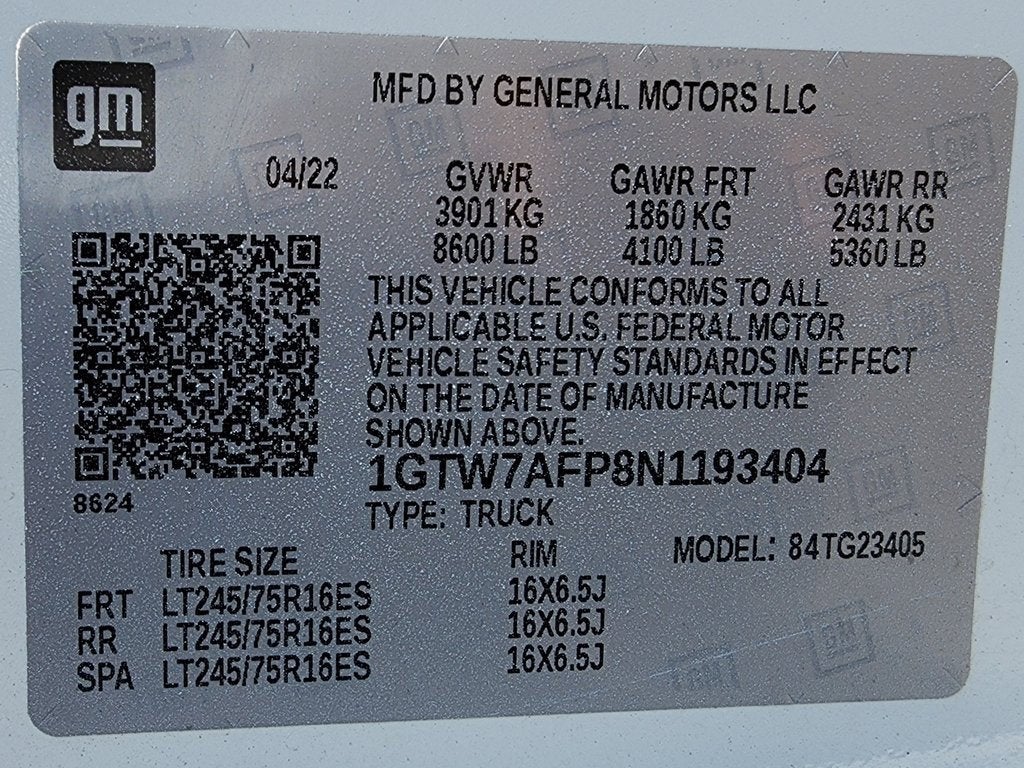 gm
MFD BY GENERAL MOTORS LLC
04/22 GVWR GAWR FRT GAWR RR
3901 KG 1860 KG 2431 KG
8600 LB 4100 LB 5360 LB
THIS VEHICLE CONFORMS TO ALL
APPLICABLE U.S. FEDERAL MOTOR
VEHICLE SAFETY STANDARDS IN EFFECT
ON THE DATE OF MANUFACTURE
SHOWN ABOVE.
1GTW7AFP8N1193404
8624
TYPE: TRUCK
MODEL: 84TG23405
TIRE SIZE RIM
FRT LT245/75R16ES 16X6.5J
RR LT245/75R16ES 16X6.5J
SPA LT245/75R16ES 16X6.5J